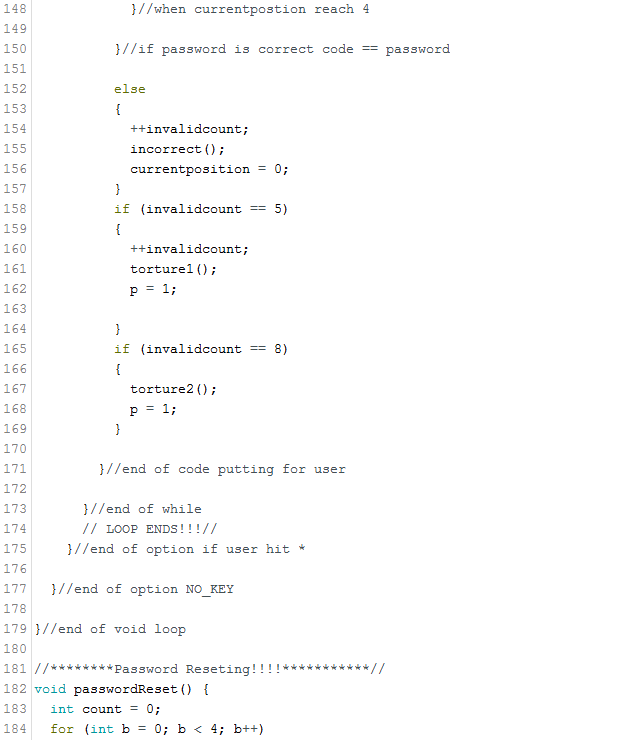 148 }//when currentpostion reach 4
149
150 }//if password is correct code == password
151
152 else
153 {
154 ++invalidcount;
155 incorrect();
156 currentposition = 0;
157 }
158 if (invalidcount == 5)
159 {
160 ++invalidcount;
161 torture1();
162 p = 1;
163
164 }
165 if (invalidcount == 8)
166 {
167 torture2();
168 p = 1;
169 }
170
171 }//end of code putting for user
172
173 }//end of while
174 // LOOP ENDS!!!//
175 }//end of option if user hit *
176
177 }//end of option NO_KEY
178
179 }//end of void loop
180
181 //********Password Reseting!!!!***********//
182 void passwordReset() {
183 int count = 0;
184 for (int b = 0; b < 4; b++)